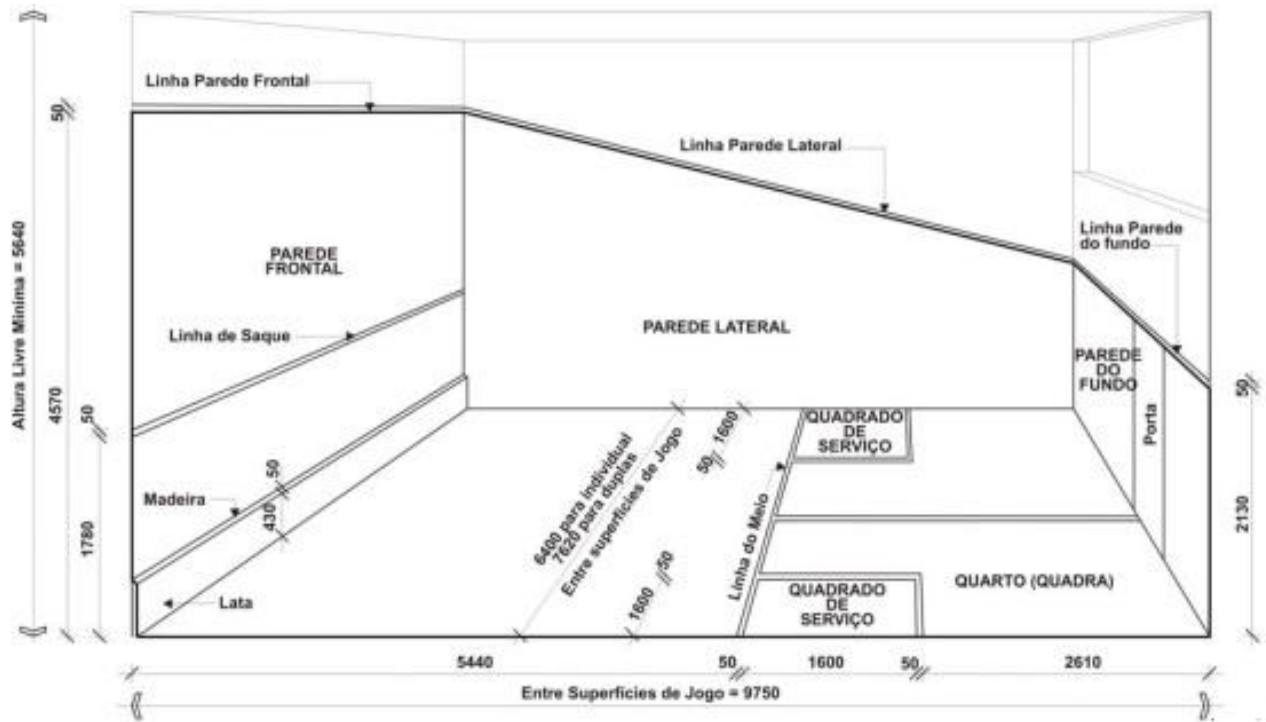 Linha Parede Frontal
50
Linha Parede Lateral
Linha Parede
do fundo
PAREDE
FRONTAL
Altura Livre Minima = 5640
Linha de Saque
PAREDE LATERAL
PAREDE
DO
FUNDO
4570
50
50
QUADRADO
DE
SERVIÇO
Porta
50
1600
50
Madeira
430
6400 para individual
7620 para duplas
Entre superfícies de Jogo
Linha do Meio
1780
2130
50
1600
QUADRADO
DE
SERVIÇO
QUARTO (QUADRA)
Lata
5440
50
1600
50
2610
Entre Superfícies de Jogo = 9750